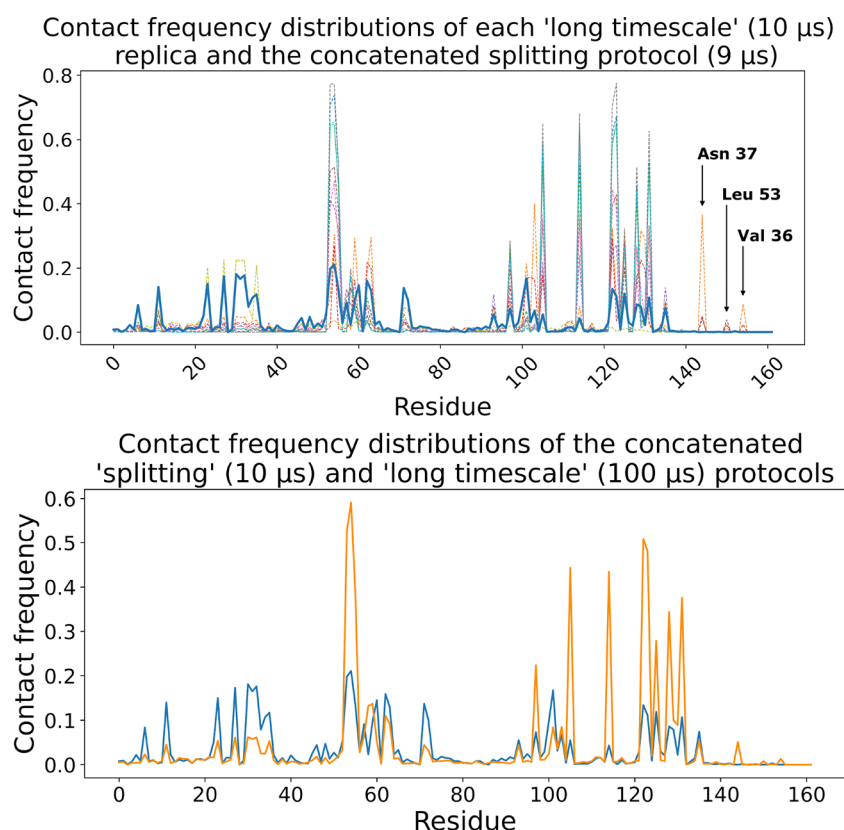 Contact frequency distributions of each 'long timescale' (10 μs)
replica and the concatenated splitting protocol (9 μs)
Contact frequency
0.8
0.6
0.4
0.2
0.0
Asn 37
Leu 53
Val 36
0 20 40 60 80 100 120 140 160
Residue
Contact frequency distributions of the concatenated
'splitting' (10 μs) and 'long timescale' (100 μs) protocols
Contact frequency
0.6
0.5
0.4
0.3
0.2
0.1
0.0
0 20 40 60 80 100 120 140 160
Residue